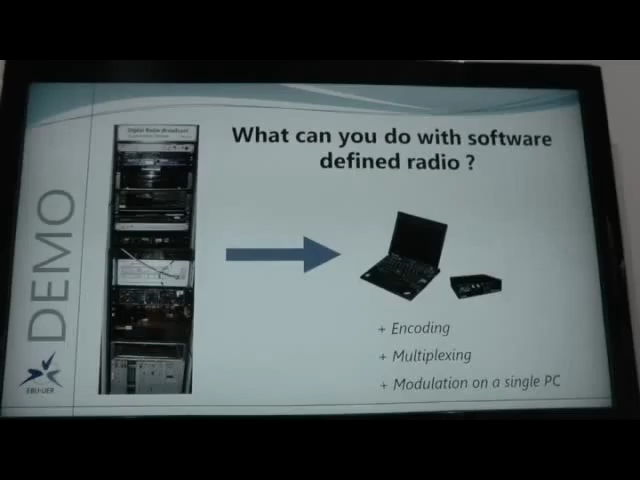 What can you do with software
defined radio ?
Digital Radio Broadcast
DEMO
+ Encoding
+ Multiplexing
+ Modulation on a single PC
EBU·UER